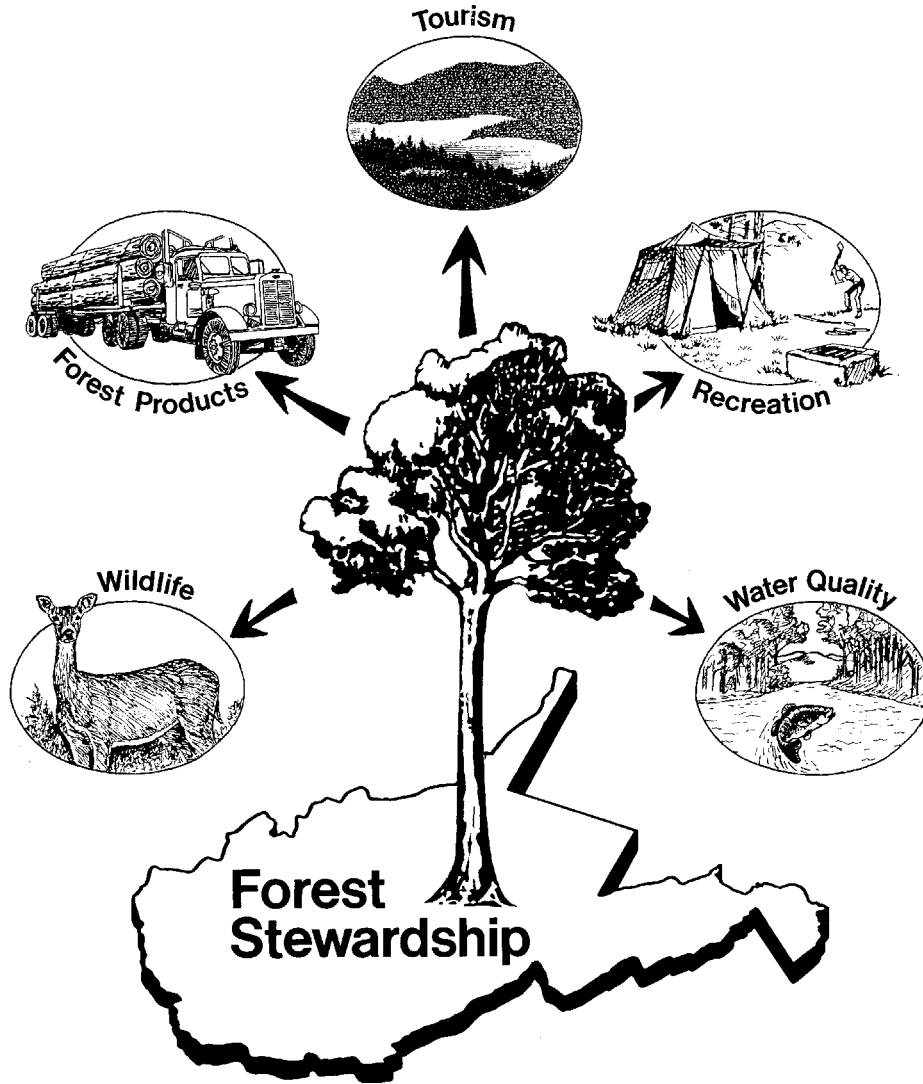 Tourism
Forest Products
Recreation
Wildlife
Water Quality
Forest
Stewardship